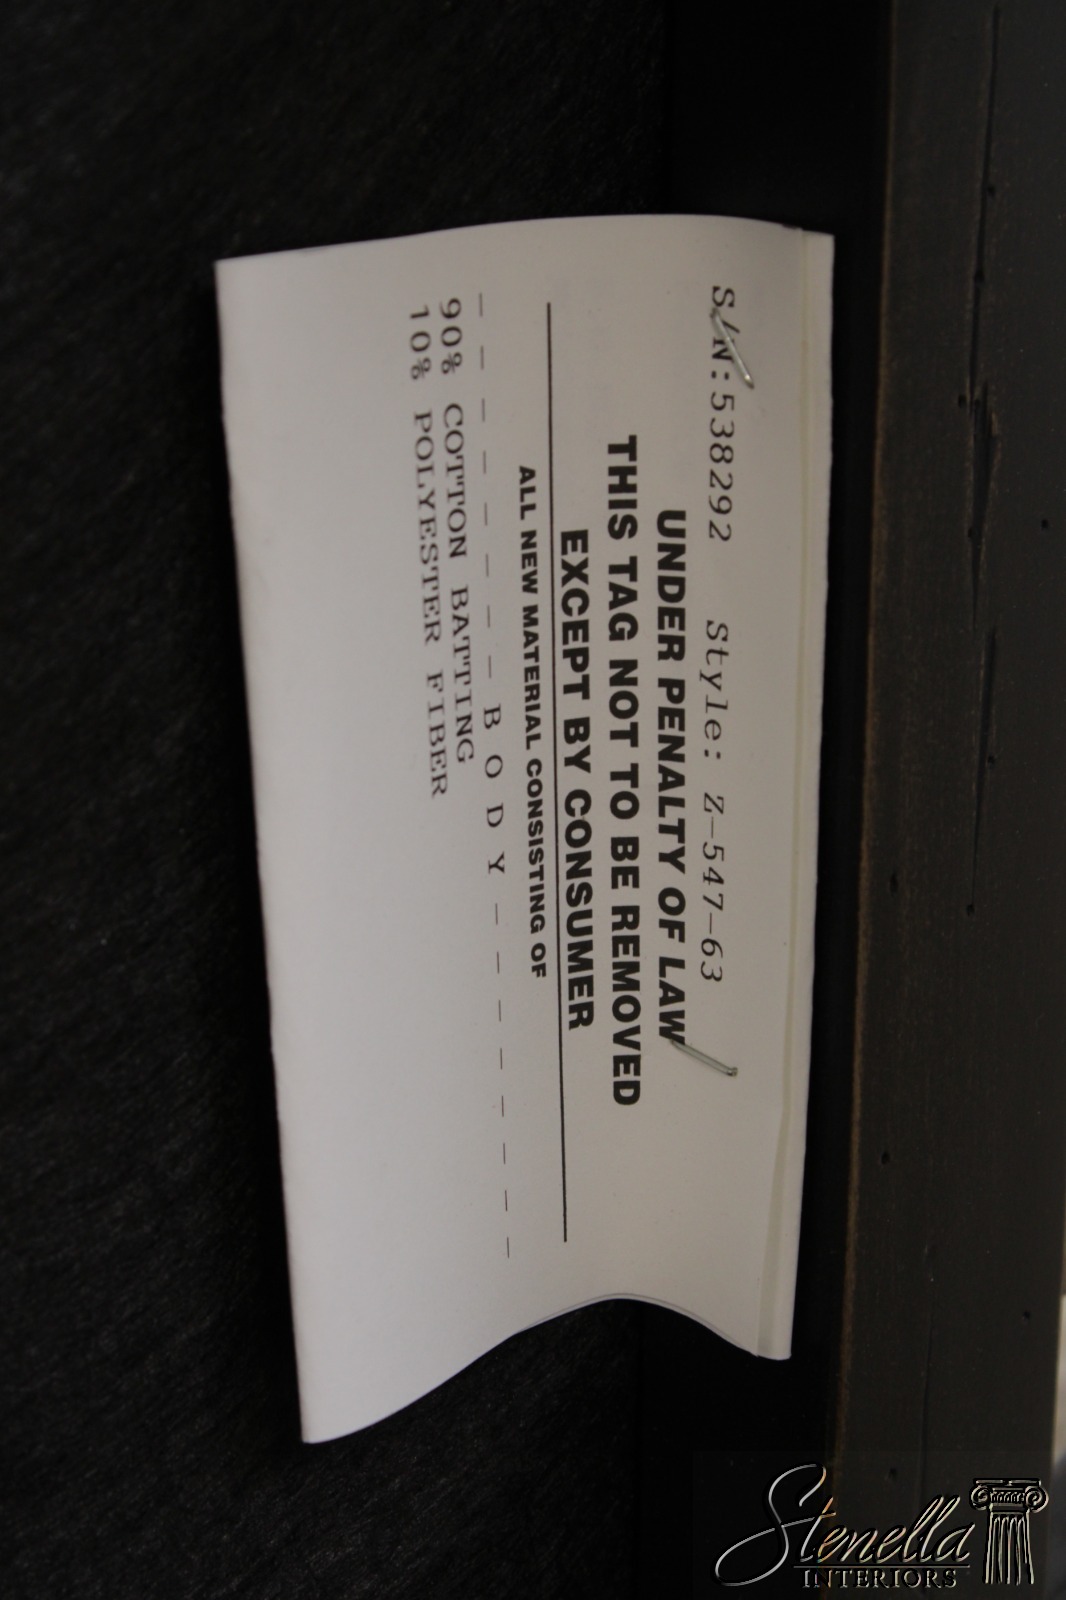 S/N:538292 Style: Z-547-63
UNDER PENALTY OF LAW
THIS TAG NOT TO BE REMOVED
EXCEPT BY CONSUMER
ALL NEW MATERIAL CONSISTING OF
- - - - - - - B O D Y - - - - - - -
90% COTTON BATTING
10% POLYESTER FIBER
Stenella
INTERIORS